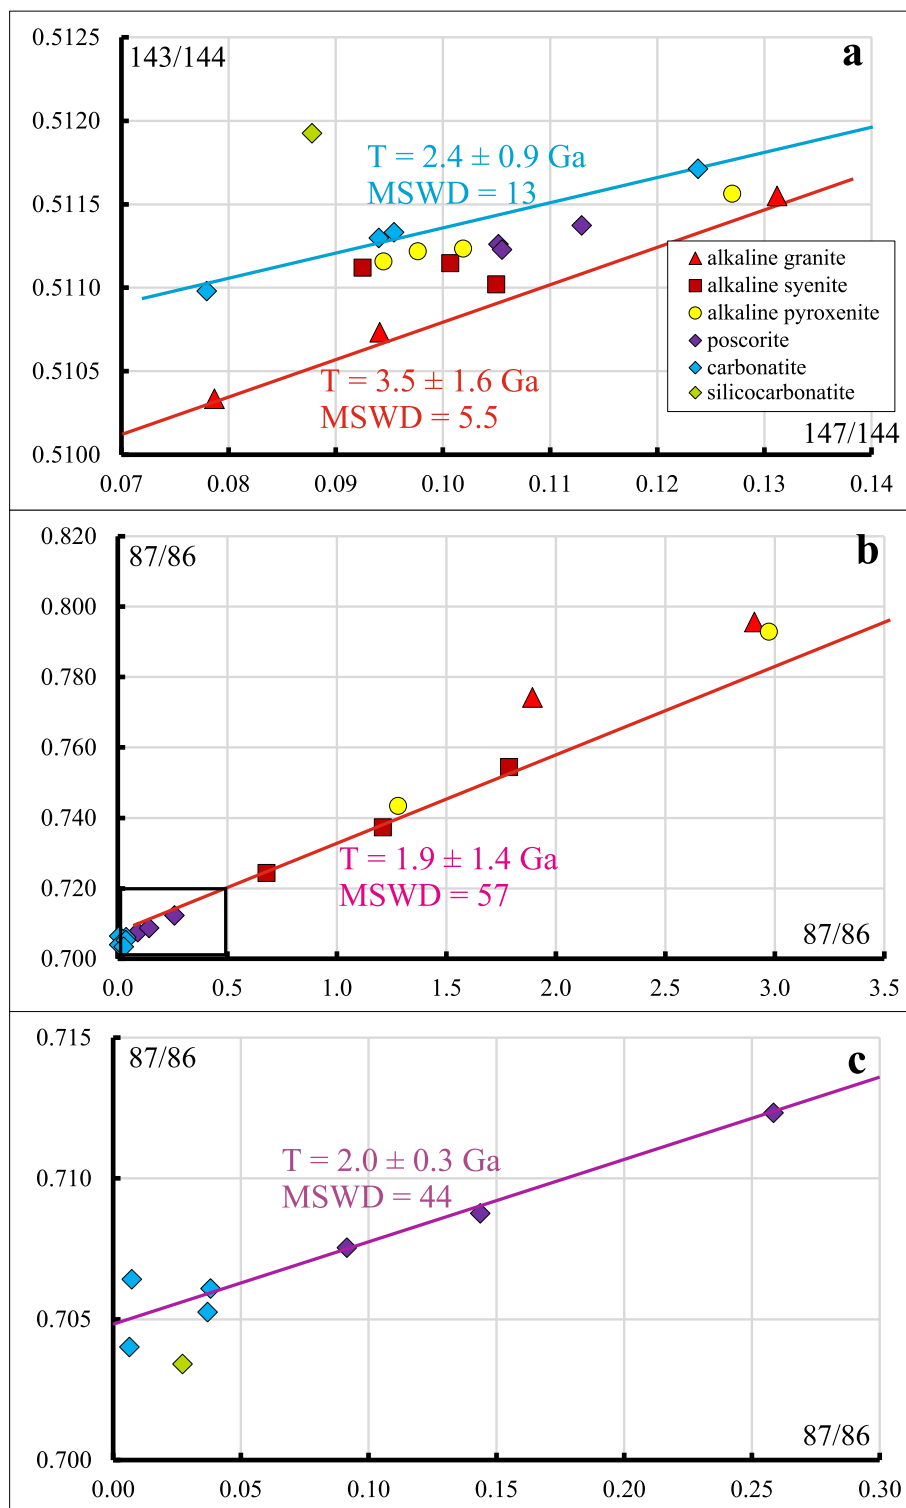 0.5125
143/144
a
0.5120
T = 2.4 ± 0.9 Ga
MSWD = 13
0.5115
alkaline granite
0.5110
alkaline syenite
alkaline pyroxenite
poscorite
carbonatite
silicocarbonatite
0.5105
T = 3.5 ± 1.6 Ga
MSWD = 5.5
147/144
0.5100
0.07 0.08 0.09 0.10 0.11 0.12 0.13 0.14
0.820
87/86
b
0.800
0.780
0.760
0.740
T = 1.9 ± 1.4 Ga
MSWD = 57
0.720
87/86
0.700
0.0 0.5 1.0 1.5 2.0 2.5 3.0 3.5
0.715
87/86
c
0.710
T = 2.0 ± 0.3 Ga
MSWD = 44
0.705
87/86
0.700
0.00 0.05 0.10 0.15 0.20 0.25 0.30